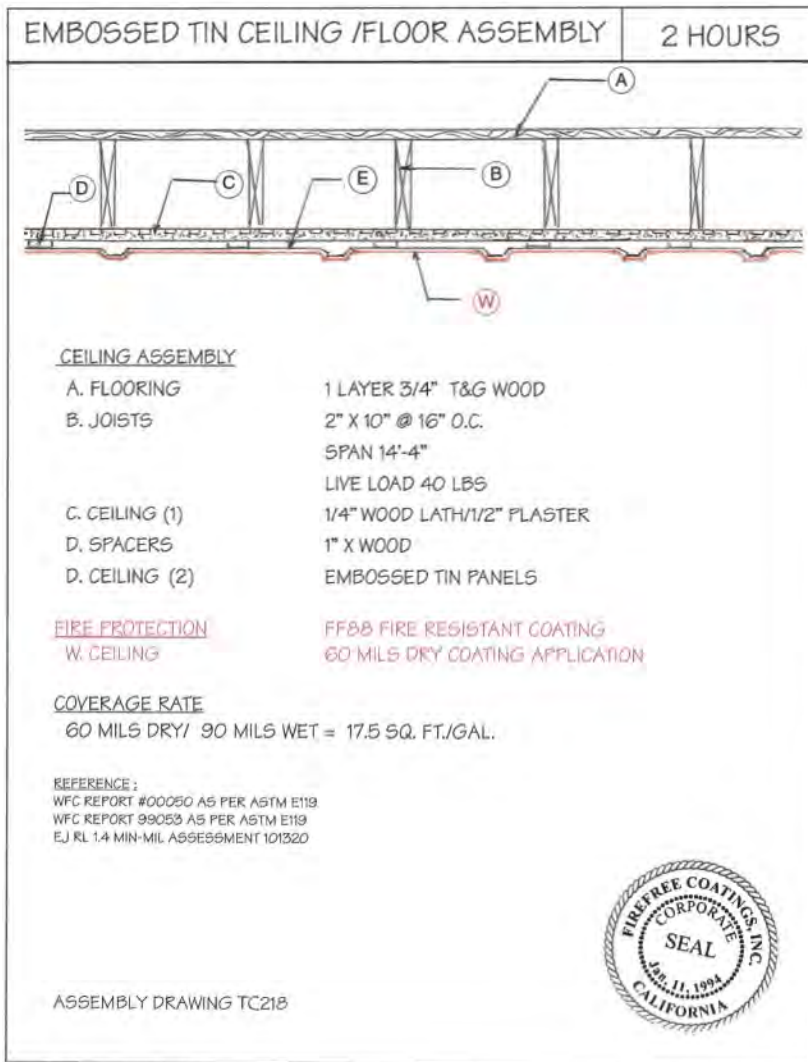 EMBOSSED TIN CEILING /FLOOR ASSEMBLY 2 HOURS
A
D C E B
W
CEILING ASSEMBLY
A. FLOORING 1 LAYER 3/4" T&G WOOD
B. JOISTS 2" X 10" @ 16" O.C.
SPAN 14'-4"
LIVE LOAD 40 LBS
C. CEILING (1) 1/4" WOOD LATH/1/2" PLASTER
D. SPACERS 1" X WOOD
D. CEILING (2) EMBOSSED TIN PANELS
FIRE PROTECTION FF88 FIRE RESISTANT COATING
W. CEILING 60 MILS DRY COATING APPLICATION
COVERAGE RATE
60 MILS DRY/ 90 MILS WET = 17.5 SQ. FT./GAL.
REFERENCE :
WFC REPORT #00050 AS PER ASTM E119
WFC REPORT 99053 AS PER ASTM E119
EJ RL 1.4 MIN-MIL ASSESSMENT 101320
FIREFREE COATINGS, INC.
CORPORATE
SEAL
Jan. 11, 1994
CALIFORNIA
ASSEMBLY DRAWING TC218